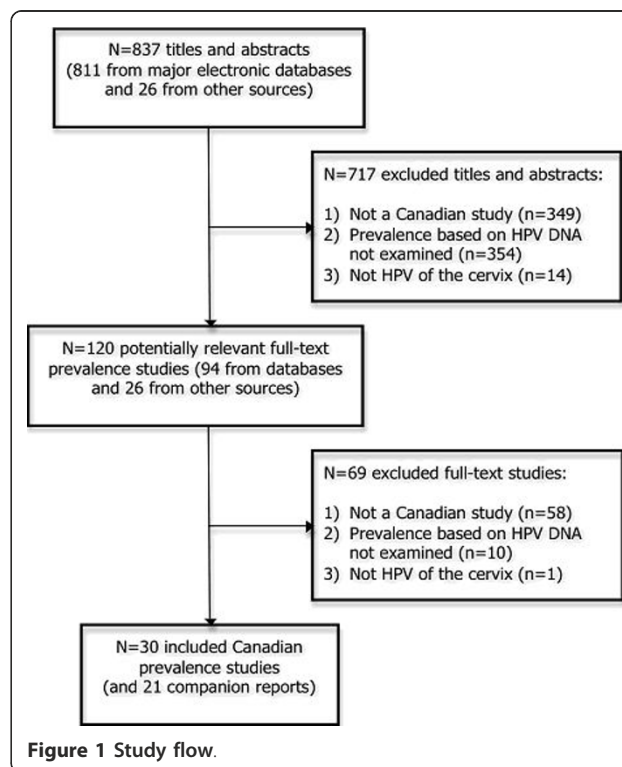 N=837 titles and abstracts
(811 from major electronic databases
and 26 from other sources)
N=717 excluded titles and abstracts:
1) Not a Canadian study (n=349)
2) Prevalence based on HPV DNA
not examined (n=354)
3) Not HPV of the cervix (n=14)
N=120 potentially relevant full-text
prevalence studies (94 from databases
and 26 from other sources)
N=69 excluded full-text studies:
1) Not a Canadian study (n=58)
2) Prevalence based on HPV DNA
not examined (n=10)
3) Not HPV of the cervix (n=1)
N=30 included Canadian
prevalence studies
(and 21 companion reports)
Figure 1 Study flow.